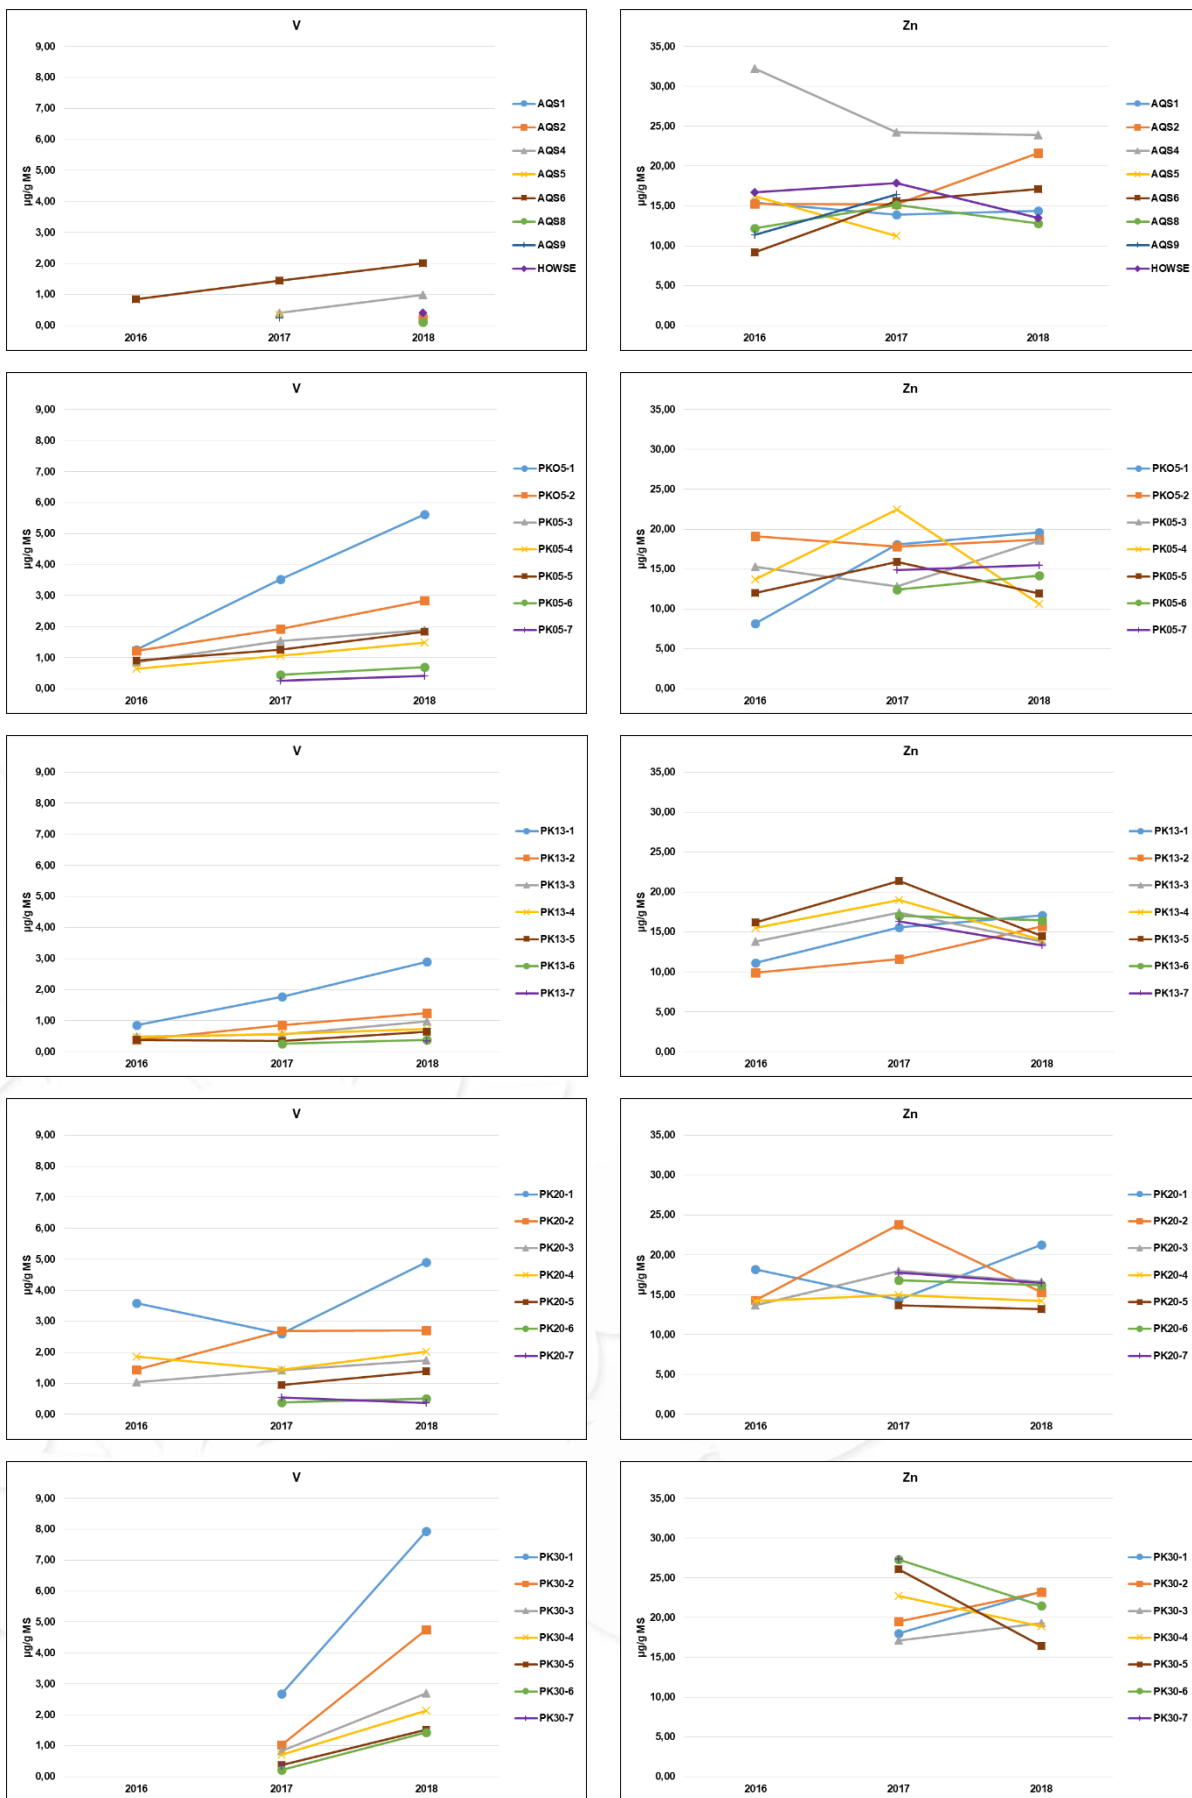 V
9,00
8,00
7,00
6,00
5,00
4,00
3,00
2,00
1,00
0,00
µg/g MS
2016 2017 2018
AQS1
AQS2
AQS4
AQS5
AQS6
AQS8
AQS9
HOWSE
Zn
35,00
30,00
25,00
20,00
15,00
10,00
5,00
0,00
µg/g MS
2016 2017 2018
AQS1
AQS2
AQS4
AQS5
AQS6
AQS8
AQS9
HOWSE
V
9,00
8,00
7,00
6,00
5,00
4,00
3,00
2,00
1,00
0,00
µg/g MS
2016 2017 2018
PKO5-1
PKO5-2
PK05-3
PK05-4
PK05-5
PK05-6
PK05-7
Zn
35,00
30,00
25,00
20,00
15,00
10,00
5,00
0,00
µg/g MS
2016 2017 2018
PKO5-1
PKO5-2
PK05-3
PK05-4
PK05-5
PK05-6
PK05-7
V
9,00
8,00
7,00
6,00
5,00
4,00
3,00
2,00
1,00
0,00
µg/g MS
2016 2017 2018
PK13-1
PK13-2
PK13-3
PK13-4
PK13-5
PK13-6
PK13-7
Zn
35,00
30,00
25,00
20,00
15,00
10,00
5,00
0,00
µg/g MS
2016 2017 2018
PK13-1
PK13-2
PK13-3
PK13-4
PK13-5
PK13-6
PK13-7
V
9,00
8,00
7,00
6,00
5,00
4,00
3,00
2,00
1,00
0,00
µg/g MS
2016 2017 2018
PK20-1
PK20-2
PK20-3
PK20-4
PK20-5
PK20-6
PK20-7
Zn
35,00
30,00
25,00
20,00
15,00
10,00
5,00
0,00
µg/g MS
2016 2017 2018
PK20-1
PK20-2
PK20-3
PK20-4
PK20-5
PK20-6
PK20-7
V
9,00
8,00
7,00
6,00
5,00
4,00
3,00
2,00
1,00
0,00
µg/g MS
2016 2017 2018
PK30-1
PK30-2
PK30-3
PK30-4
PK30-5
PK30-6
PK30-7
Zn
35,00
30,00
25,00
20,00
15,00
10,00
5,00
0,00
µg/g MS
2016 2017 2018
PK30-1
PK30-2
PK30-3
PK30-4
PK30-5
PK30-6
PK30-7